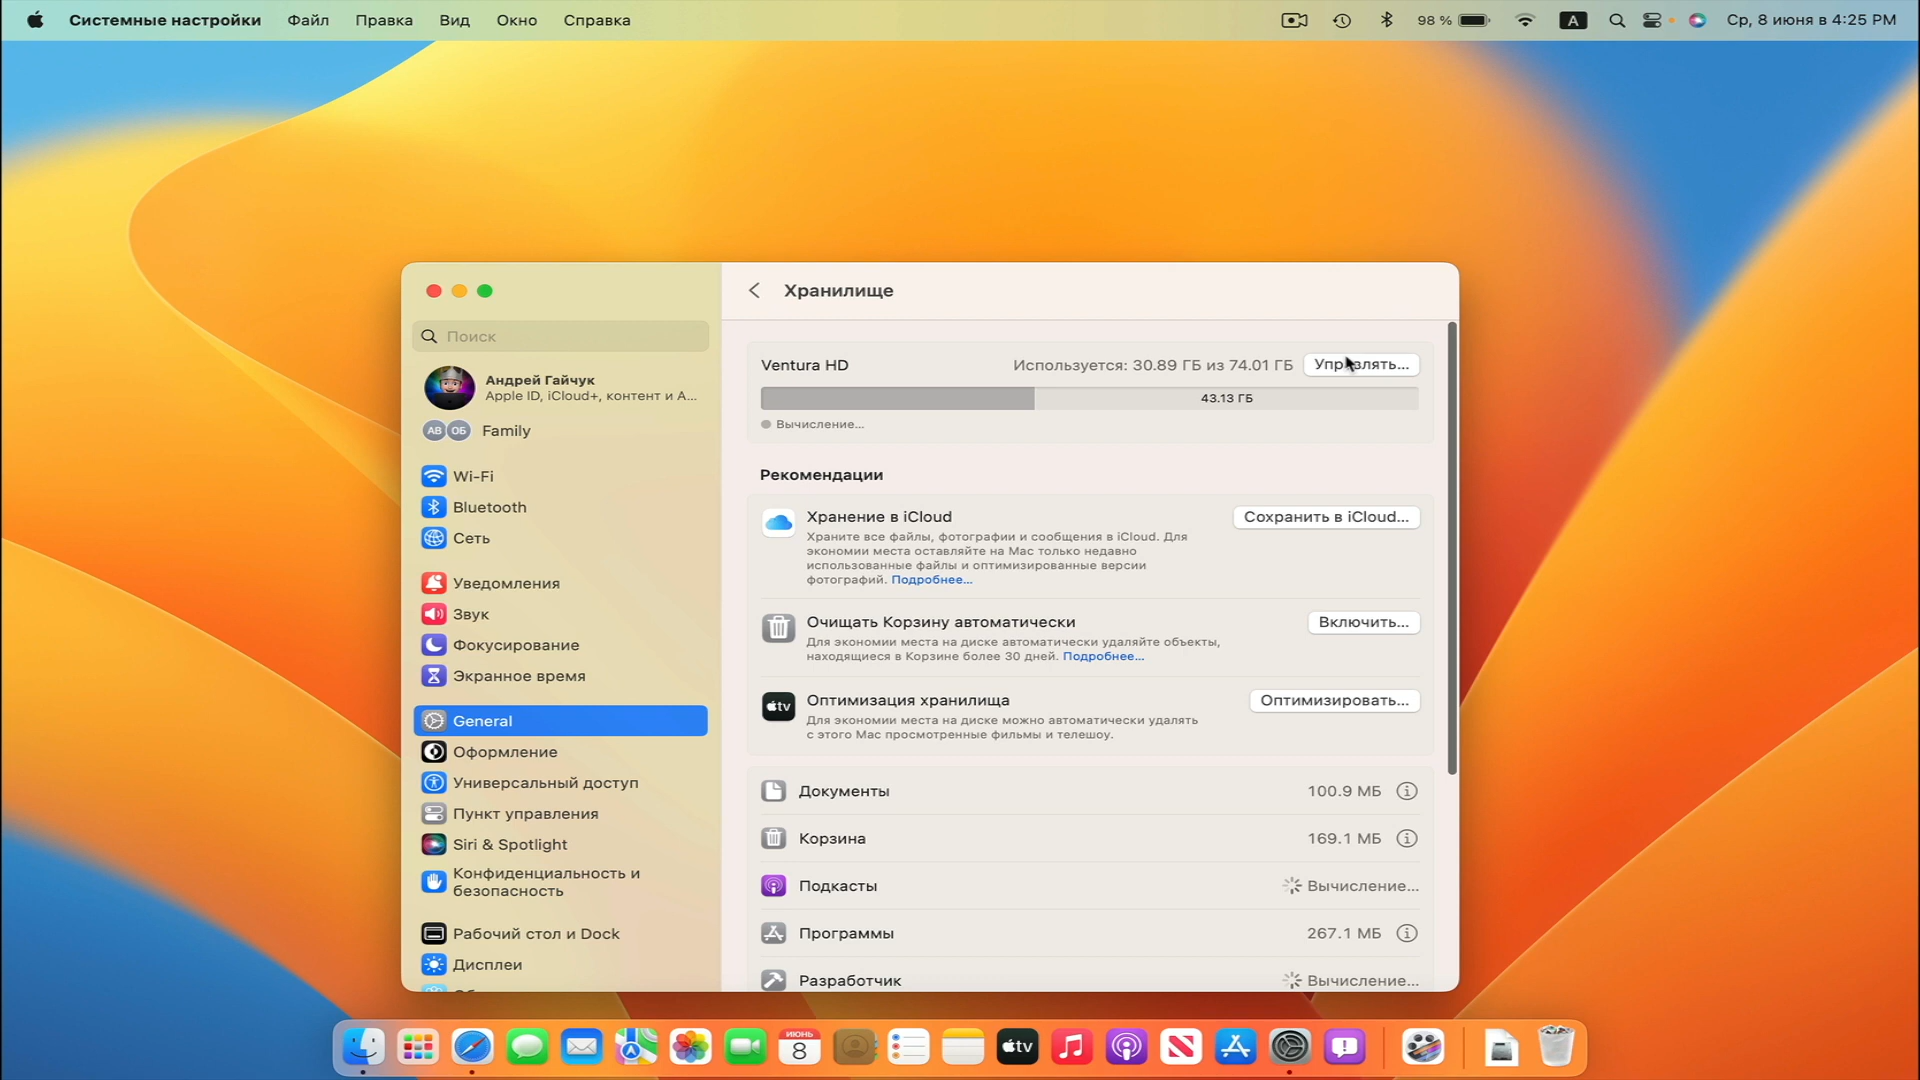 Системные настройки Файл Правка Вид Окно Справка 98 % A Ср, 8 июня в 4:25 PM
Хранилище
Поиск
Андрей Гайчук
Apple ID, iCloud+, контент и А...
АВ ОБ Family
Wi-Fi
Bluetooth
Сеть
Уведомления
Звук
Фокусирование
Экранное время
General
Оформление
Универсальный доступ
Пункт управления
Siri & Spotlight
Конфиденциальность и
безопасность
Рабочий стол и Dock
Дисплеи
Ventura HD Используется: 30.89 ГБ из 74.01 ГБ Управлять...
43.13 ГБ
Вычисление...
Рекомендации
Хранение в iCloud Сохранить в iCloud...
Храните все файлы, фотографии и сообщения в iCloud. Для
экономии места оставляйте на Mac только недавно
использованные файлы и оптимизированные версии
фотографий. Подробнее...
Очищать Корзину автоматически Включить...
Для экономии места на диске автоматически удаляйте объекты,
находящиеся в Корзине более 30 дней. Подробнее...
tv Оптимизация хранилища Оптимизировать...
Для экономии места на диске можно автоматически удалять
с этого Mac просмотренные фильмы и телешоу.
Документы 100.9 МБ
Корзина 169.1 МБ
Подкасты Вычисление...
Программы 267.1 МБ
Разработчик Вычисление...
ИЮНЬ
8
tv